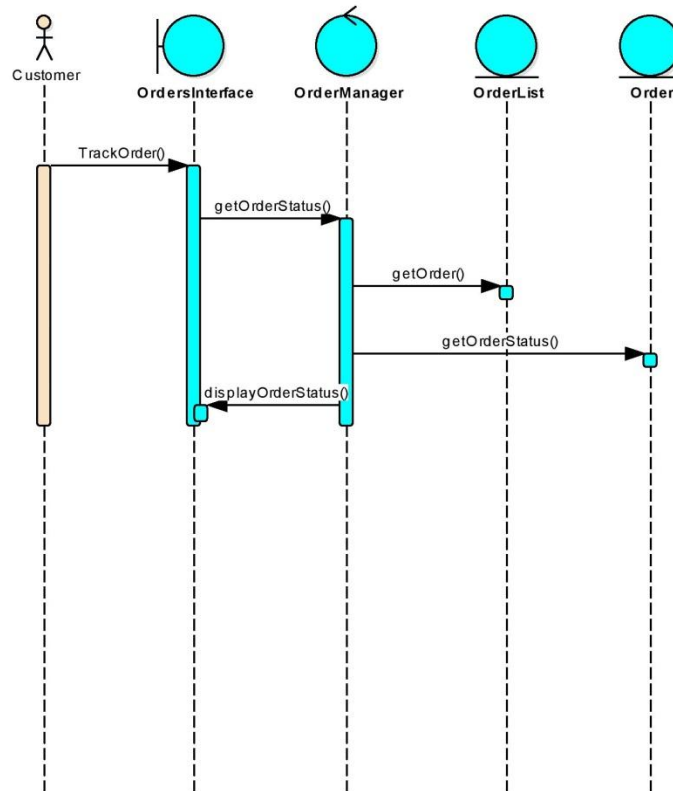 Customer
OrdersInterface
OrderManager
OrderList
Order
TrackOrder()
getOrderStatus()
getOrder()
getOrderStatus()
displayOrderStatus()